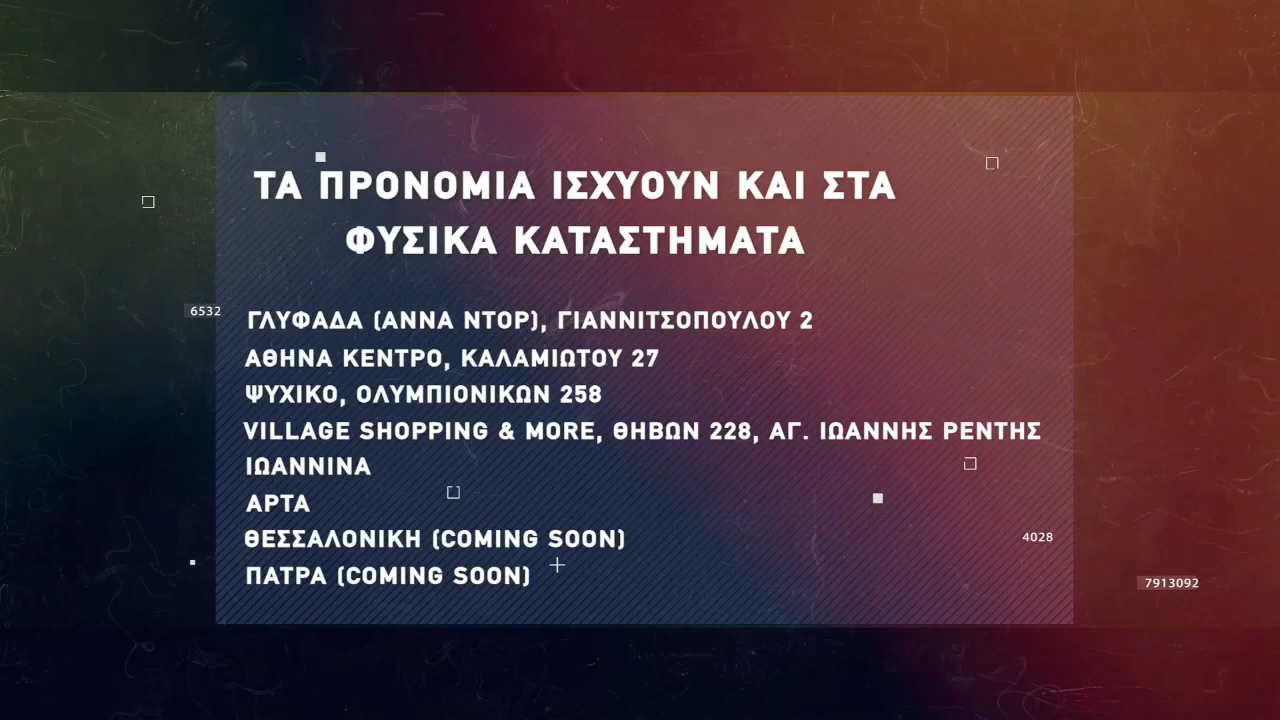 ΤΑ ΠΡΟΝΟΜΙΑ ΙΣΧΥΟΥΝ ΚΑΙ ΣΤΑ
ΦΥΣΙΚΑ ΚΑΤΑΣΤΗΜΑΤΑ
6532
ΓΛΥΦΑΔΑ (ΑΝΝΑ ΝΤΟΡ), ΓΙΑΝΝΙΤΣΟΠΟΥΛΟΥ 2
ΑΘΗΝΑ ΚΕΝΤΡΟ, ΚΑΛΑΜΙΩΤΟΥ 27
ΨΥΧΙΚΟ, ΟΛΥΜΠΙΟΝΙΚΩΝ 258
VILLAGE SHOPPING & MORE, ΘΗΒΩΝ 228, ΑΓ. ΙΩΑΝΝΗΣ ΡΕΝΤΗΣ
ΙΩΑΝΝΙΝΑ
ΑΡΤΑ
ΘΕΣΣΑΛΟΝΙΚΗ (COMING SOON)
4028
ΠΑΤΡΑ (COMING SOON)
7913092